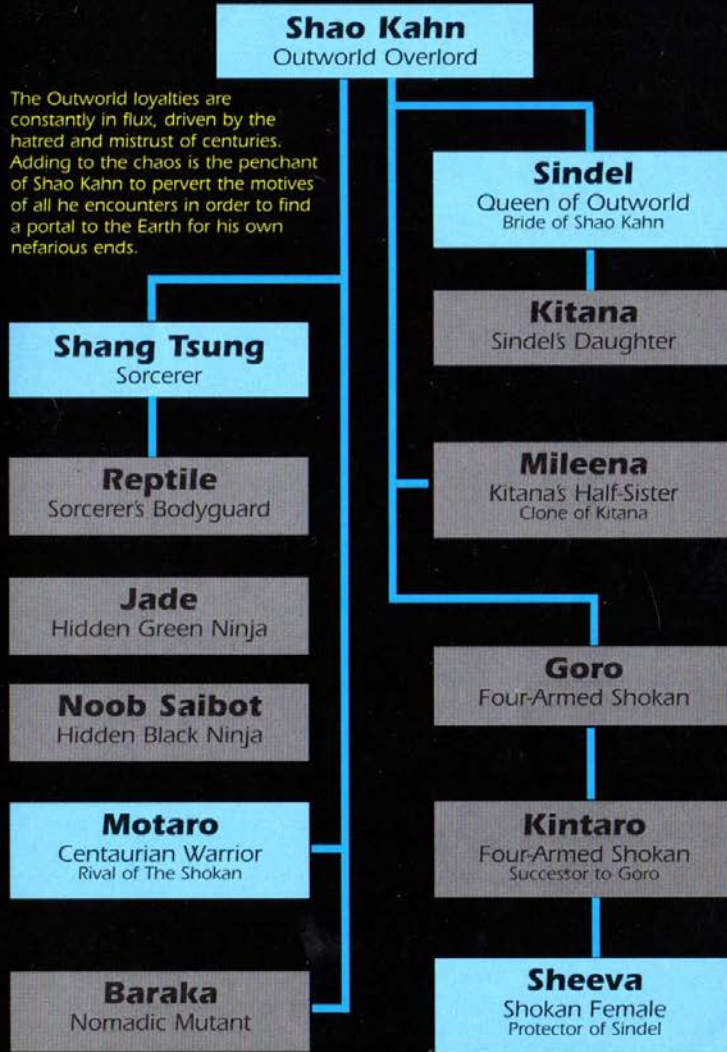 Shao Kahn
Outworld Overlord
The Outworld loyalties are
constantly in flux, driven by the
hatred and mistrust of centuries.
Adding to the chaos is the penchant
of Shao Kahn to pervert the motives
of all he encounters in order to find
a portal to the Earth for his own
nefarious ends.
Sindel
Queen of Outworld
Bride of Shao Kahn
Kitana
Sindel's Daughter
Shang Tsung
Sorcerer
Reptile
Sorcerer's Bodyguard
Mileena
Kitana's Half-Sister
Clone of Kitana
Jade
Hidden Green Ninja
Goro
Four-Armed Shokan
Noob Saibot
Hidden Black Ninja
Motaro
Centaurian Warrior
Rival of The Shokan
Kintaro
Four-Armed Shokan
Successor to Goro
Baraka
Nomadic Mutant
Sheeva
Shokan Female
Protector of Sindel